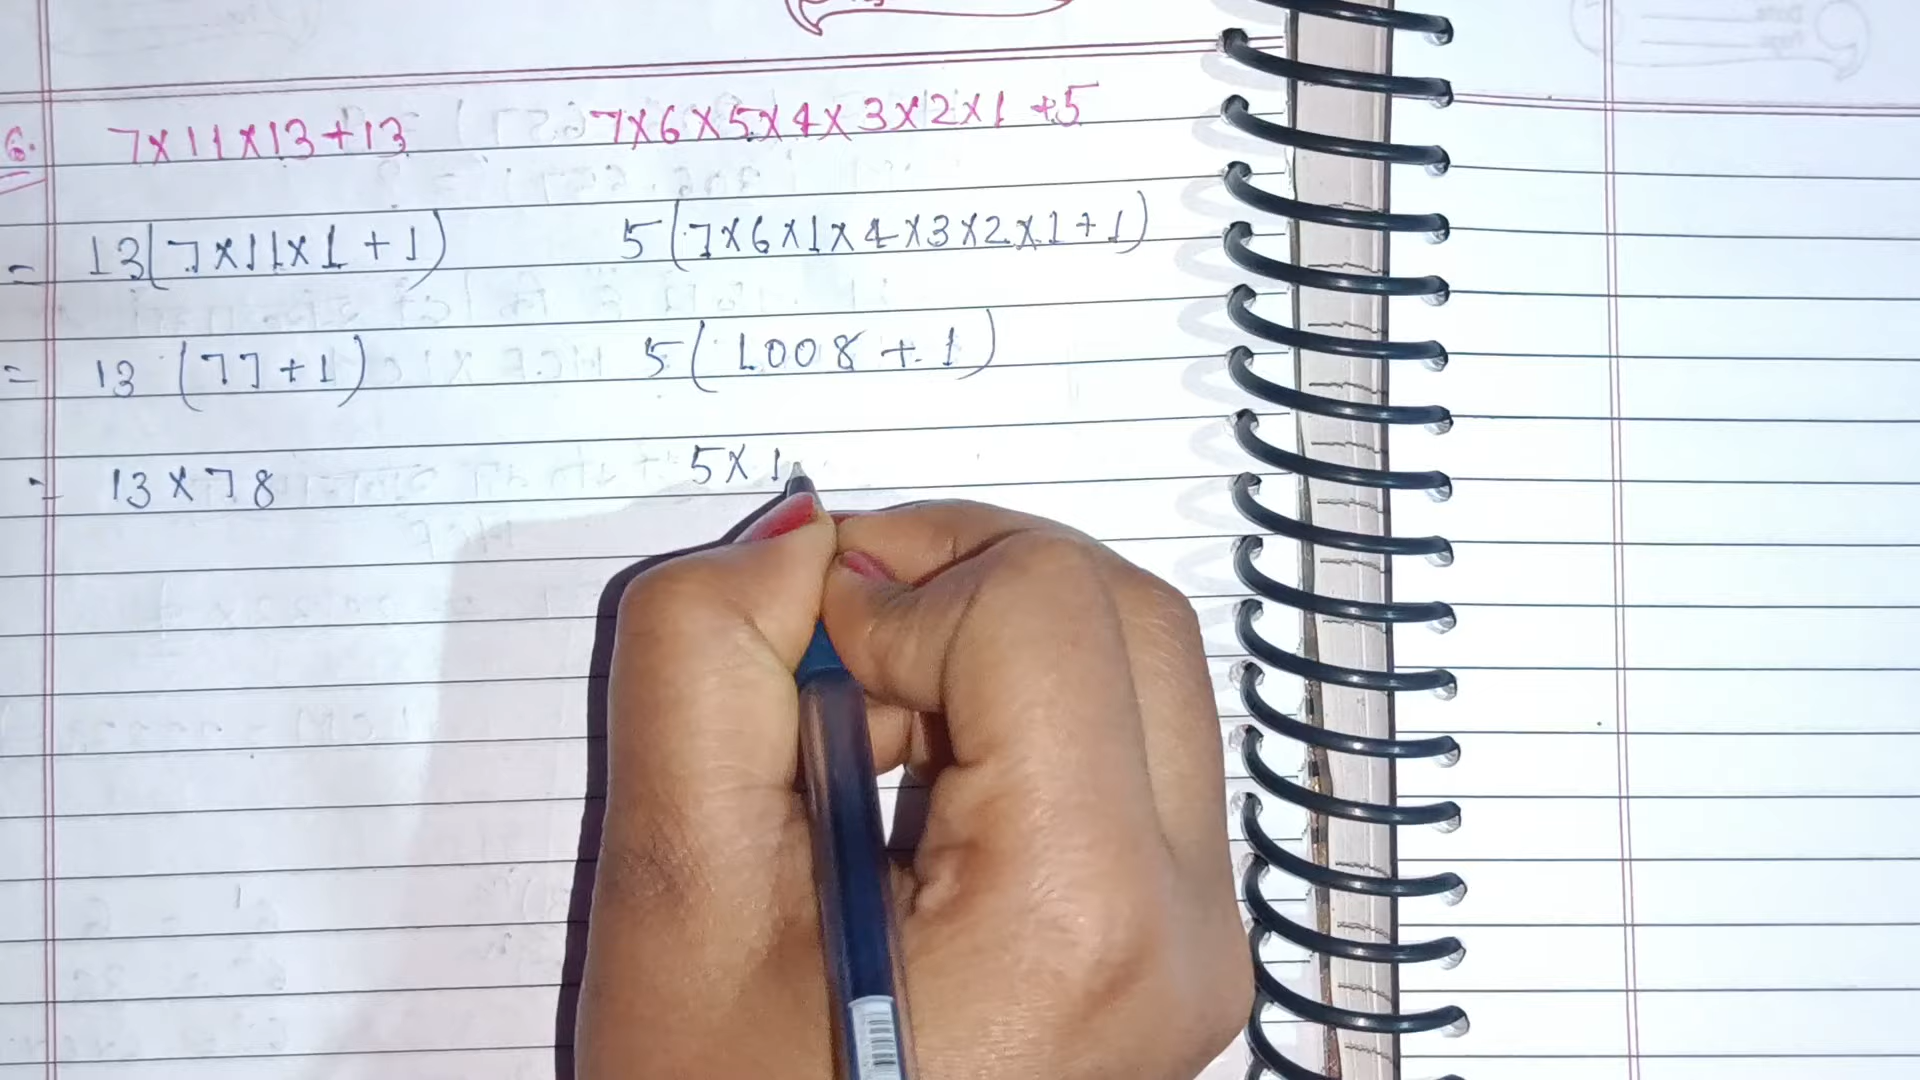 6. 7×11×13+13 7×6×5×4×3×2×1+5
= 13(7×11×1+1) 5(7×6×1×4×3×2×1+1)
= 13 (77+1) 5(1008+1)
= 13×78 5×1